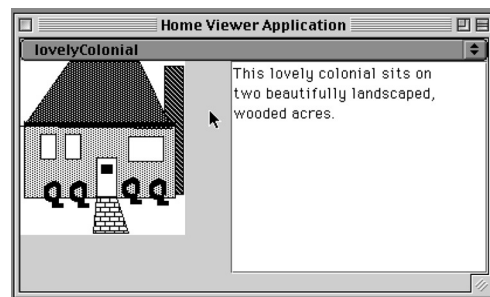 Home Viewer Application
lovelyColonial
This lovely colonial sits on
two beautifully landscaped,
wooded acres.